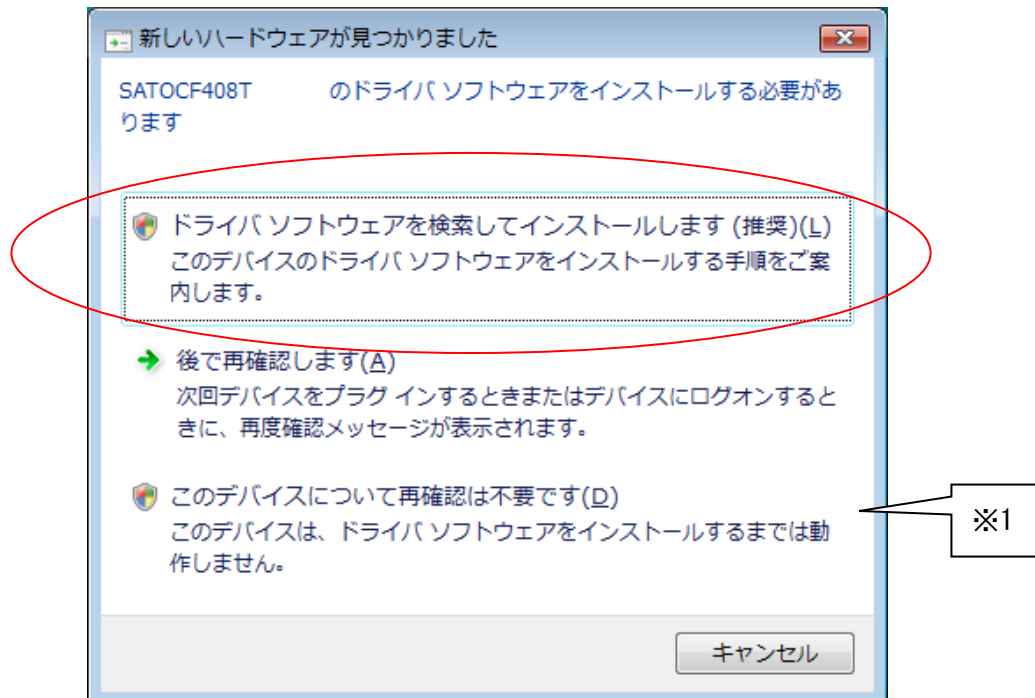 新しいハードウェアが見つかりました
SATOCF408T のドライバ ソフトウェアをインストールする必要があ
ります
ドライバ ソフトウェアを検索してインストールします (推奨)(L)
このデバイスのドライバ ソフトウェアをインストールする手順をご案
内します。
後で再確認します(A)
次回デバイスをプラグ インするときまたはデバイスにログオンすると
きに、再度確認メッセージが表示されます。
このデバイスについて再確認は不要です(D)
このデバイスは、ドライバ ソフトウェアをインストールするまでは動
作しません。
※1
キャンセル